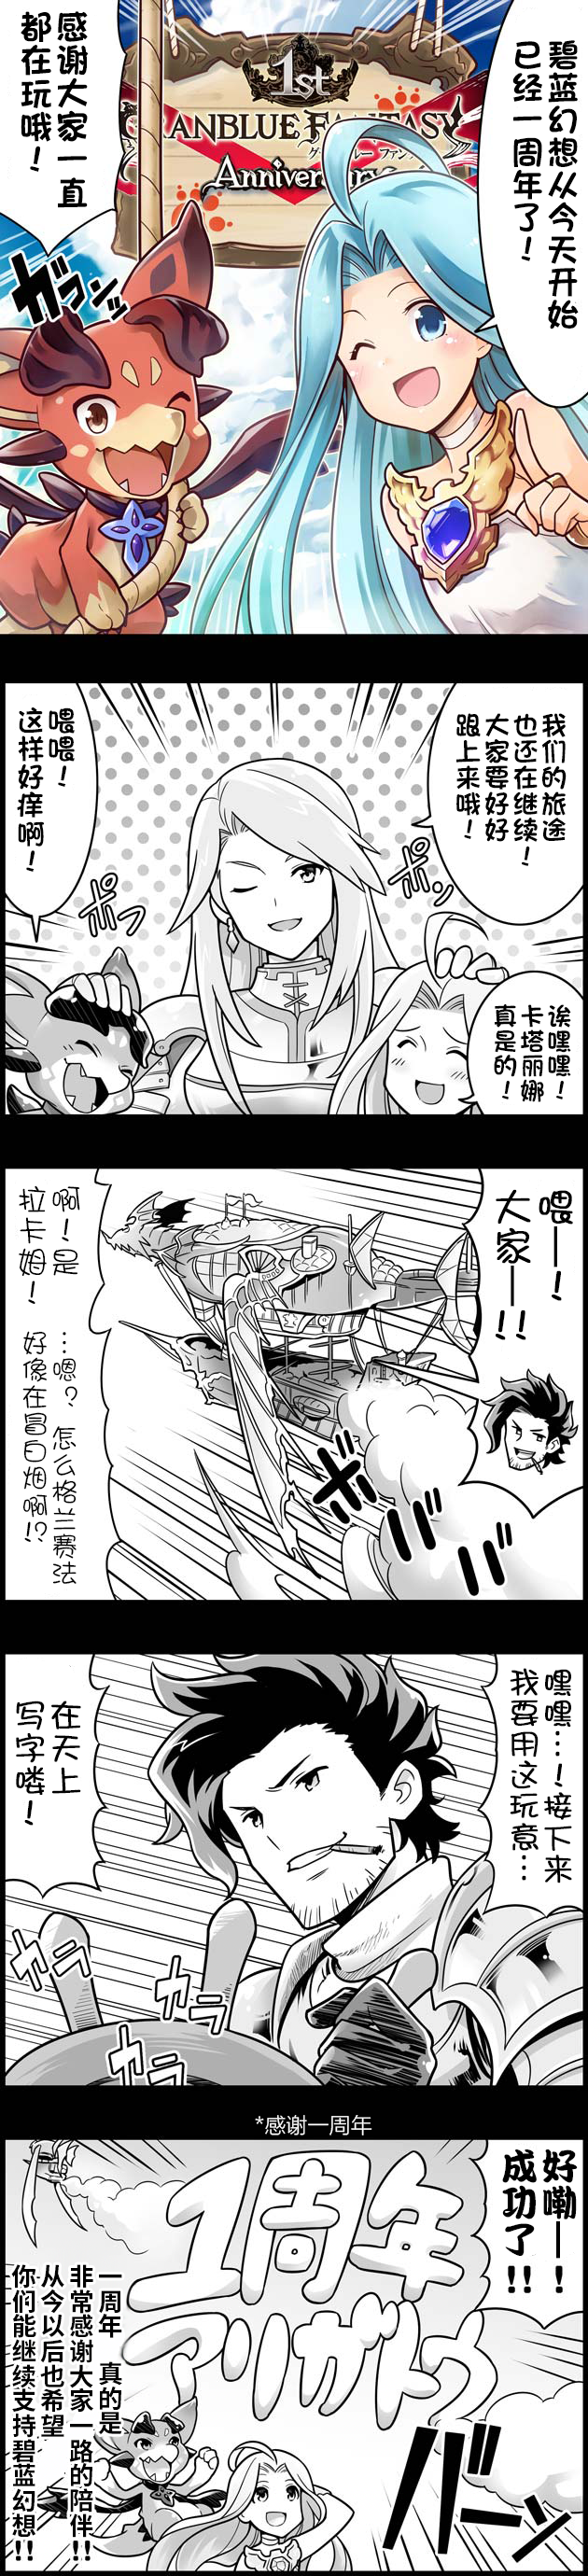 碧蓝幻想从今天开始
已经一周年了！
1st
GRANBLUE FANTASY
Anniversary
感谢大家一直
都在玩哦！
ガラァンッ
我们的旅途
也还在继续！
大家要好好
跟上来哦！
喂喂！
这样好痒啊！
ポンッ
ポフ
诶嘿嘿！
卡塔丽娜
真是的！
喂—！
大家—！！
啊！是
拉卡姆！
…嗯？怎么格兰赛法
好像在冒白烟啊！？
ボババ
嘿嘿…！接下来
我要用这玩意…
在天上
写字喽！
カラ
カラ
カラ
*感谢一周年
好嘞—
成功了！！
1周年
アリガトウ
一周年 真的是
非常感谢大家一路的陪伴！！
从今以后也希望
你们能继续支持碧蓝幻想！！
バーン